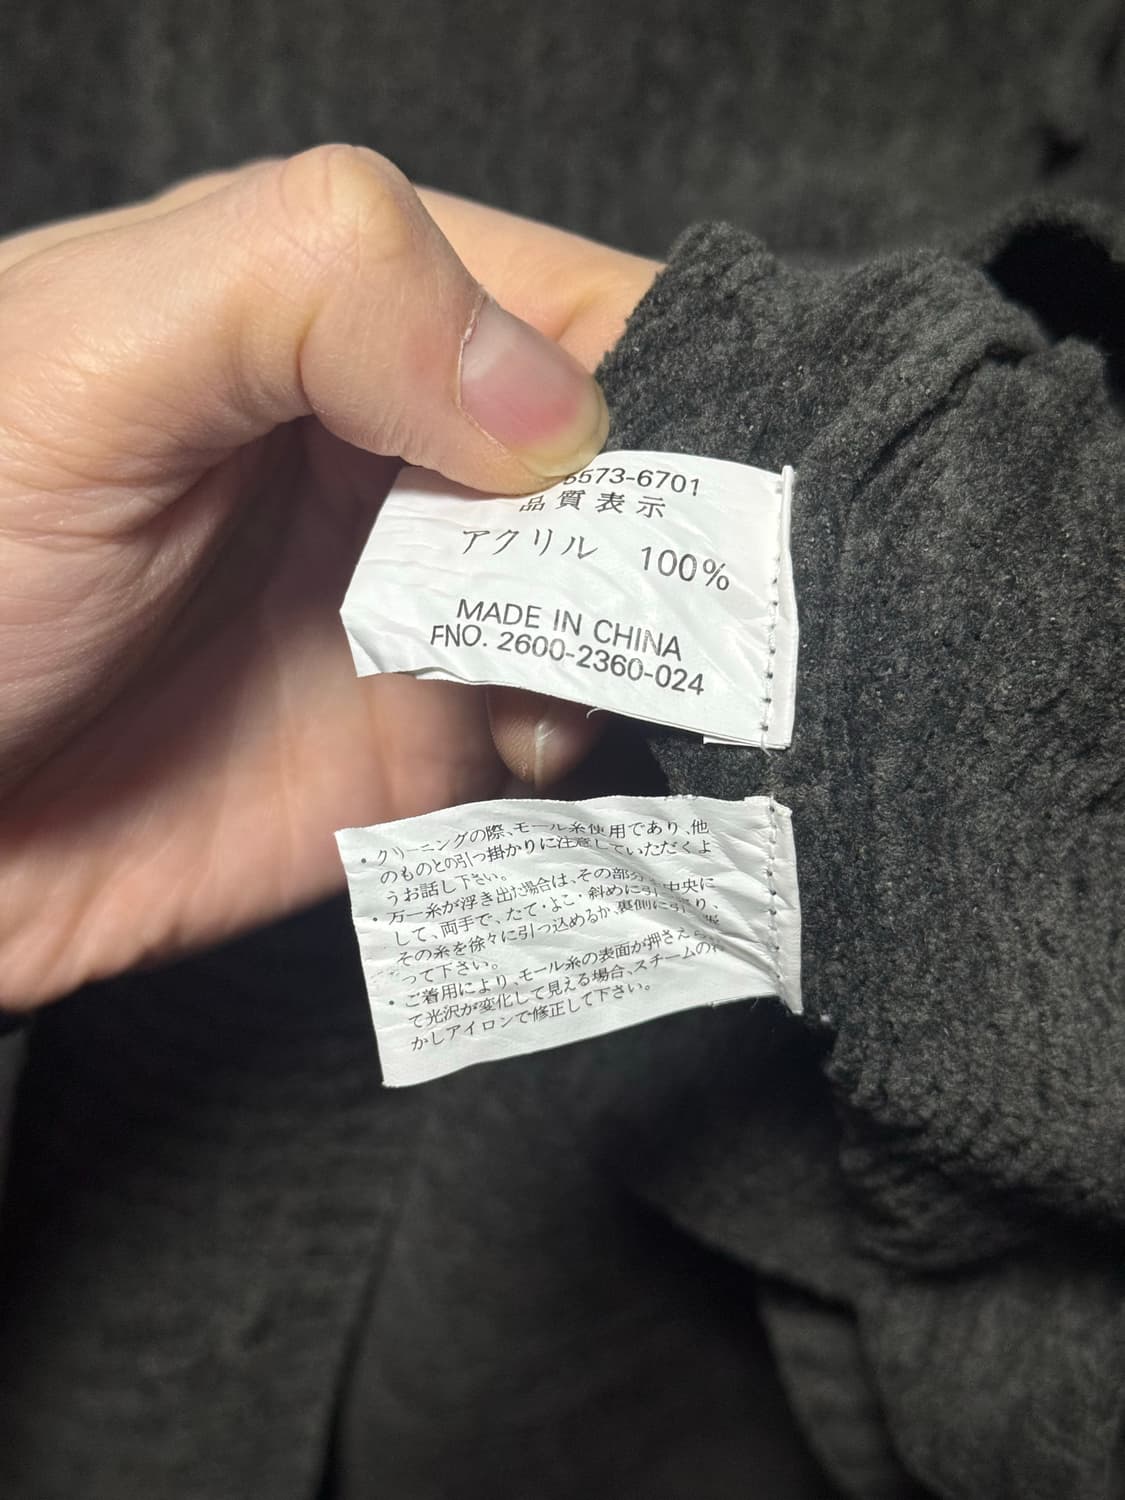 573-6701
品質表示
アクリル 100%
MADE IN CHINA
FNO. 2600-2360-024
・クリーニングの際、モール糸使用であり、他
のものとの引っ掛かりに注意していただくよ
うお話し下さい。
・万一糸が浮き出た場合は、その部分
して、両手で、たて・よこ・斜めに引 中央に
その糸を徐々に引っ込めるか、裏側に引
って下さい。
・ご着用により、モール糸の表面が押さえ
て光沢が変化して見える場合、スチームの
かしアイロンで修正して下さい。